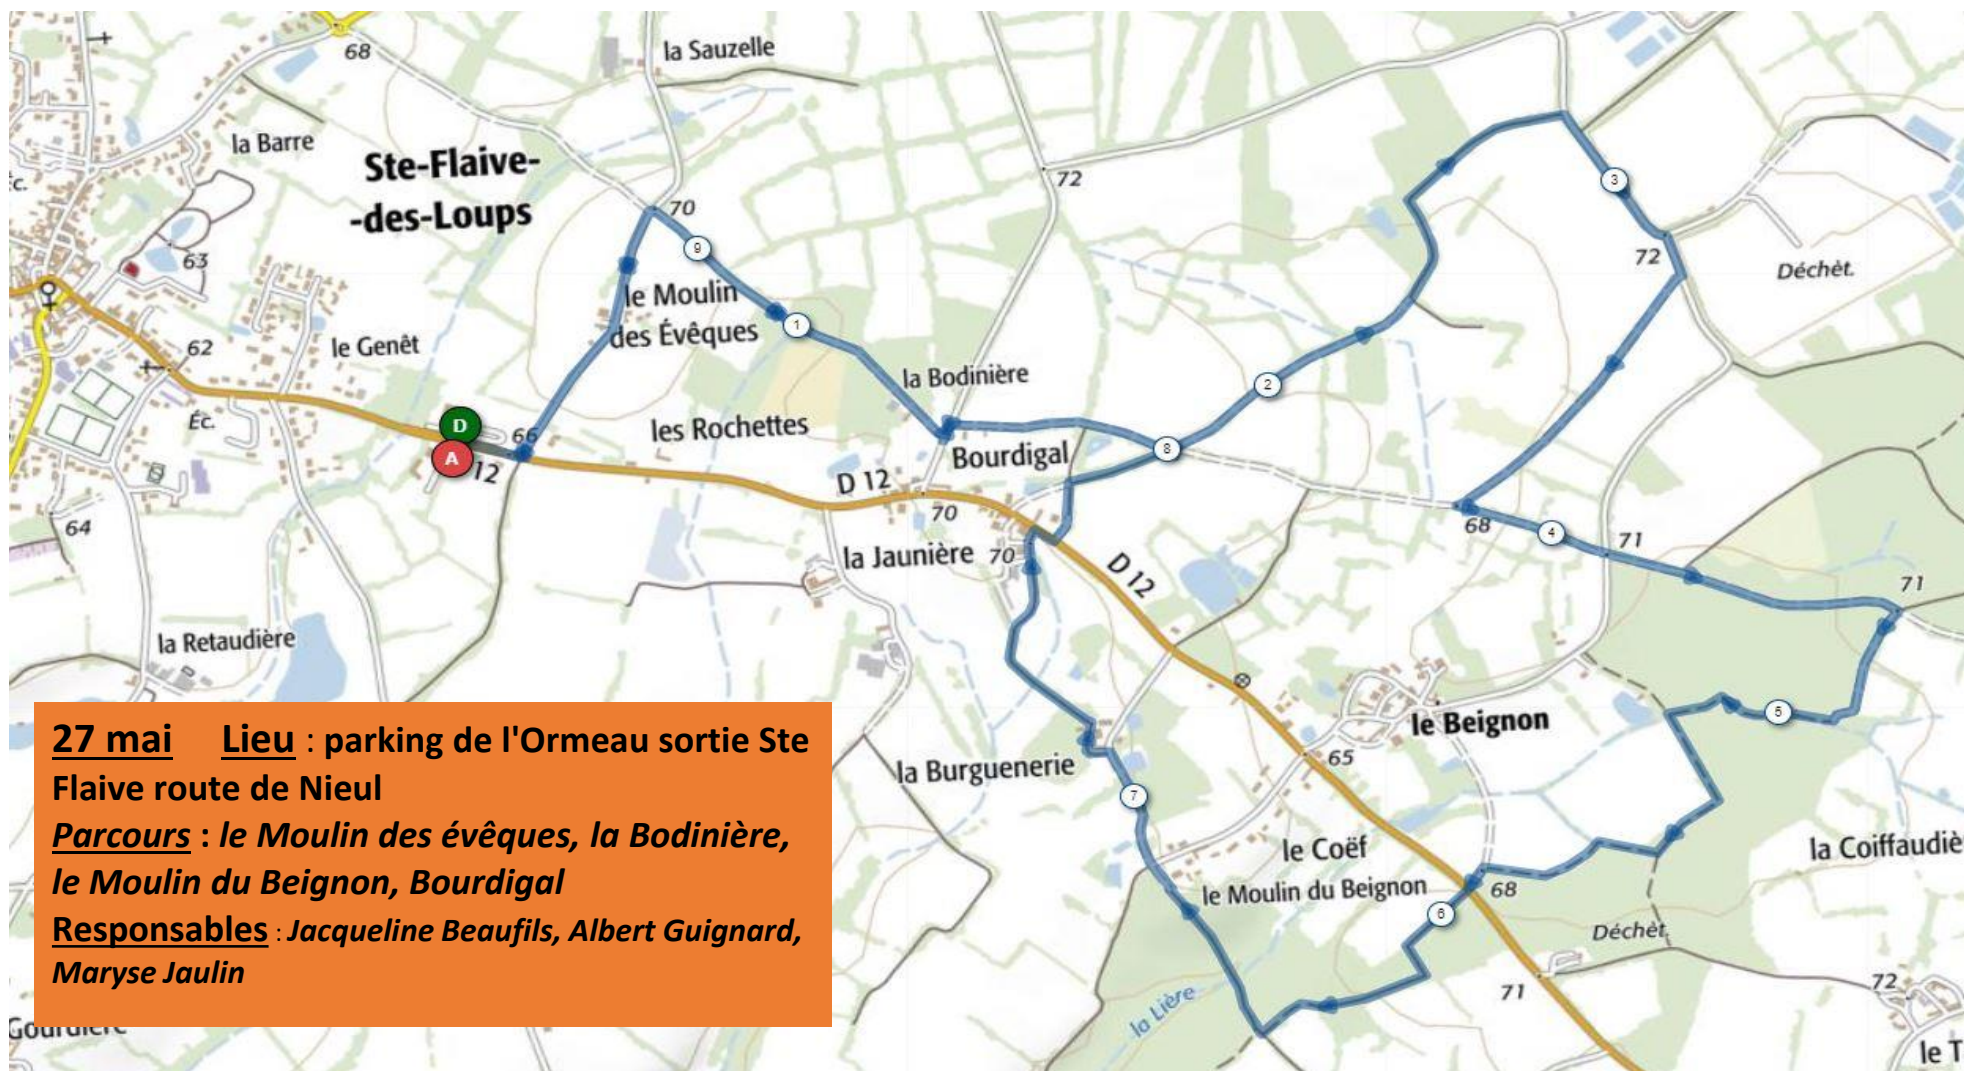 68
la Sauzelle
la Barre
Ste-Flaive-
-des-Loups
72
70
9
3
63
72
Déchèt.
le Moulin
des Évêques
1
62
le Genêt
la Bodinière
2
Éc.
D
66
les Rochettes
Bourdigal
8
A
12
D 12
70
68
4
71
64
la Jaunière
70
D 12
71
la Retaudière
le Beignon
5
65
la Burguenerie
7
le Coëf
le Moulin du Beignon
68
6
la Coiffaudiè
Déchèt.
71
72
la Lière
le T
27 mai Lieu : parking de l'Ormeau sortie Ste
Flaive route de Nieul
Parcours : le Moulin des évêques, la Bodinière,
le Moulin du Beignon, Bourdigal
Responsables : Jacqueline Beaufils, Albert Guignard,
Maryse Jaulin